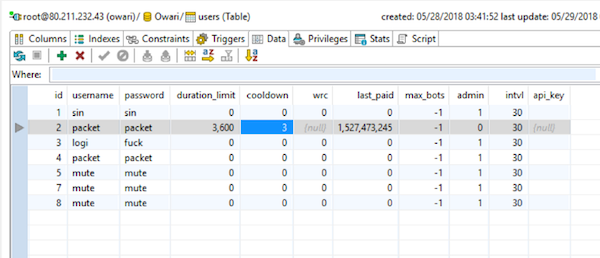 root@80.211.232.43 (owari)/ Owari/ users (Table) created: 05/28/2018 03:41:52 last update: 05/29/2018
Columns Indexes Constraints Triggers Data Privileges Stats Script
Where:
id username password duration_limit cooldown wrc last_paid max_bots admin intvl api_key
1 sin sin 0 0 0 0 -1 1 30
2 packet packet 3,600 3 (null) 1,527,473,245 -1 0 30 (null)
3 logi fuck 0 0 0 0 -1 1 30
4 packet packet 0 0 0 0 -1 1 30
5 mute mute 0 0 0 0 -1 1 30
7 mute mute 0 0 0 0 -1 1 30
8 mute mute 0 0 0 0 -1 1 30